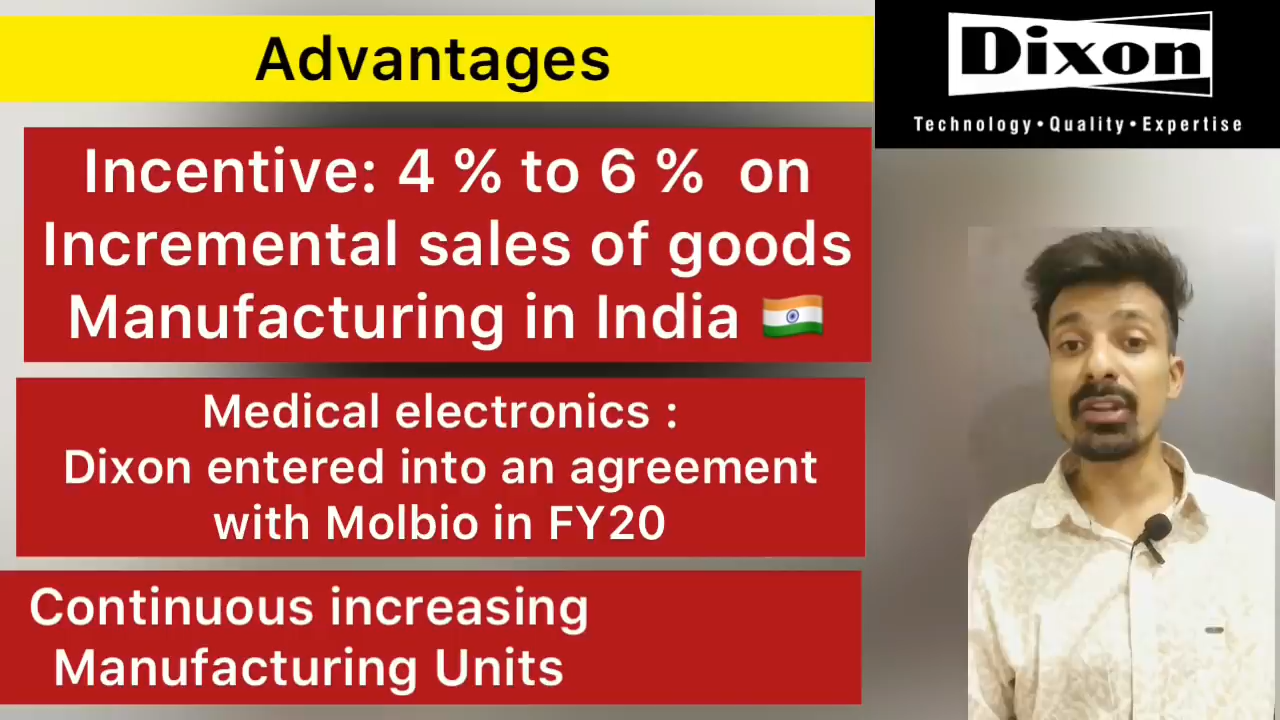 Advantages
Dixon
Technology • Quality • Expertise
Incentive: 4 % to 6 % on
Incremental sales of goods
Manufacturing in India 🇮🇳
Medical electronics :
Dixon entered into an agreement
with Molbio in FY20
Continuous increasing
Manufacturing Units